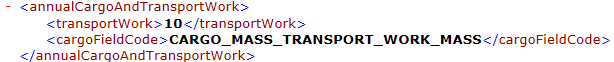 - <annualCargoAndTransportWork>
<transportWork>10</transportWork>
<cargoFieldCode>CARGO_MASS_TRANSPORT_WORK_MASS</cargoFieldCode>
</annualCargoAndTransportWork>